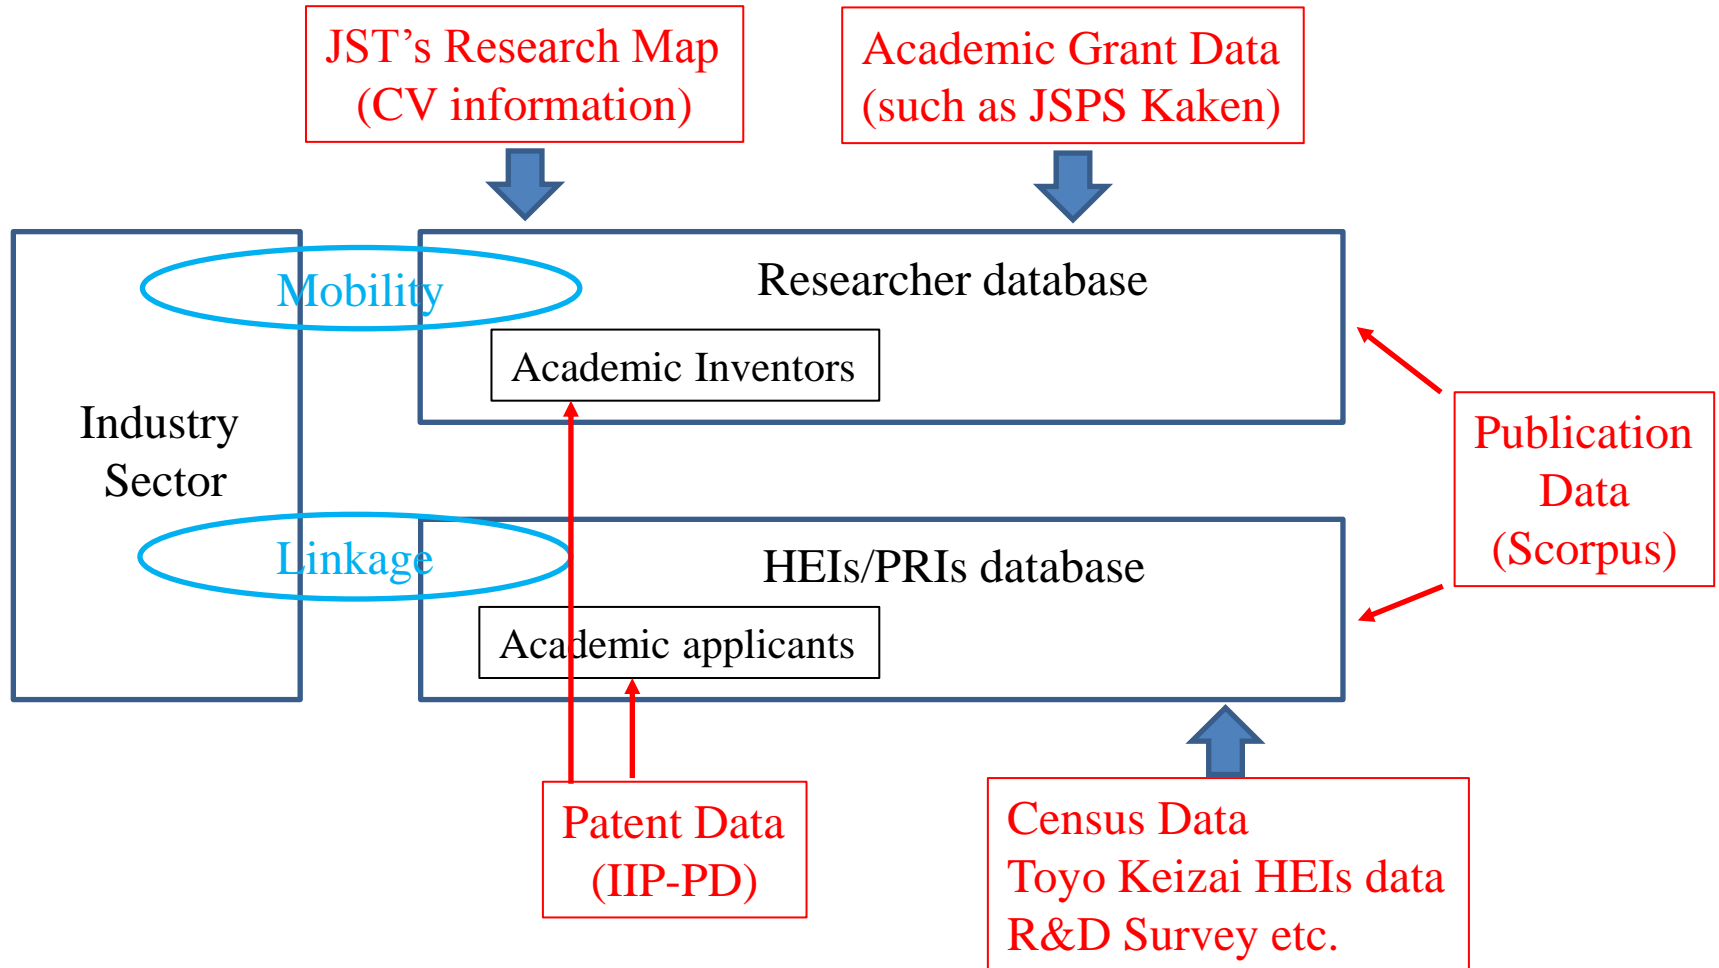 JST’s Research Map
(CV information)
Academic Grant Data
(such as JSPS Kaken)
Mobility
Researcher database
Academic Inventors
Industry
Sector
Publication
Data
(Scorpus)
Linkage
HEIs/PRIs database
Academic applicants
Patent Data
(IIP-PD)
Census Data
Toyo Keizai HEIs data
R&D Survey etc.